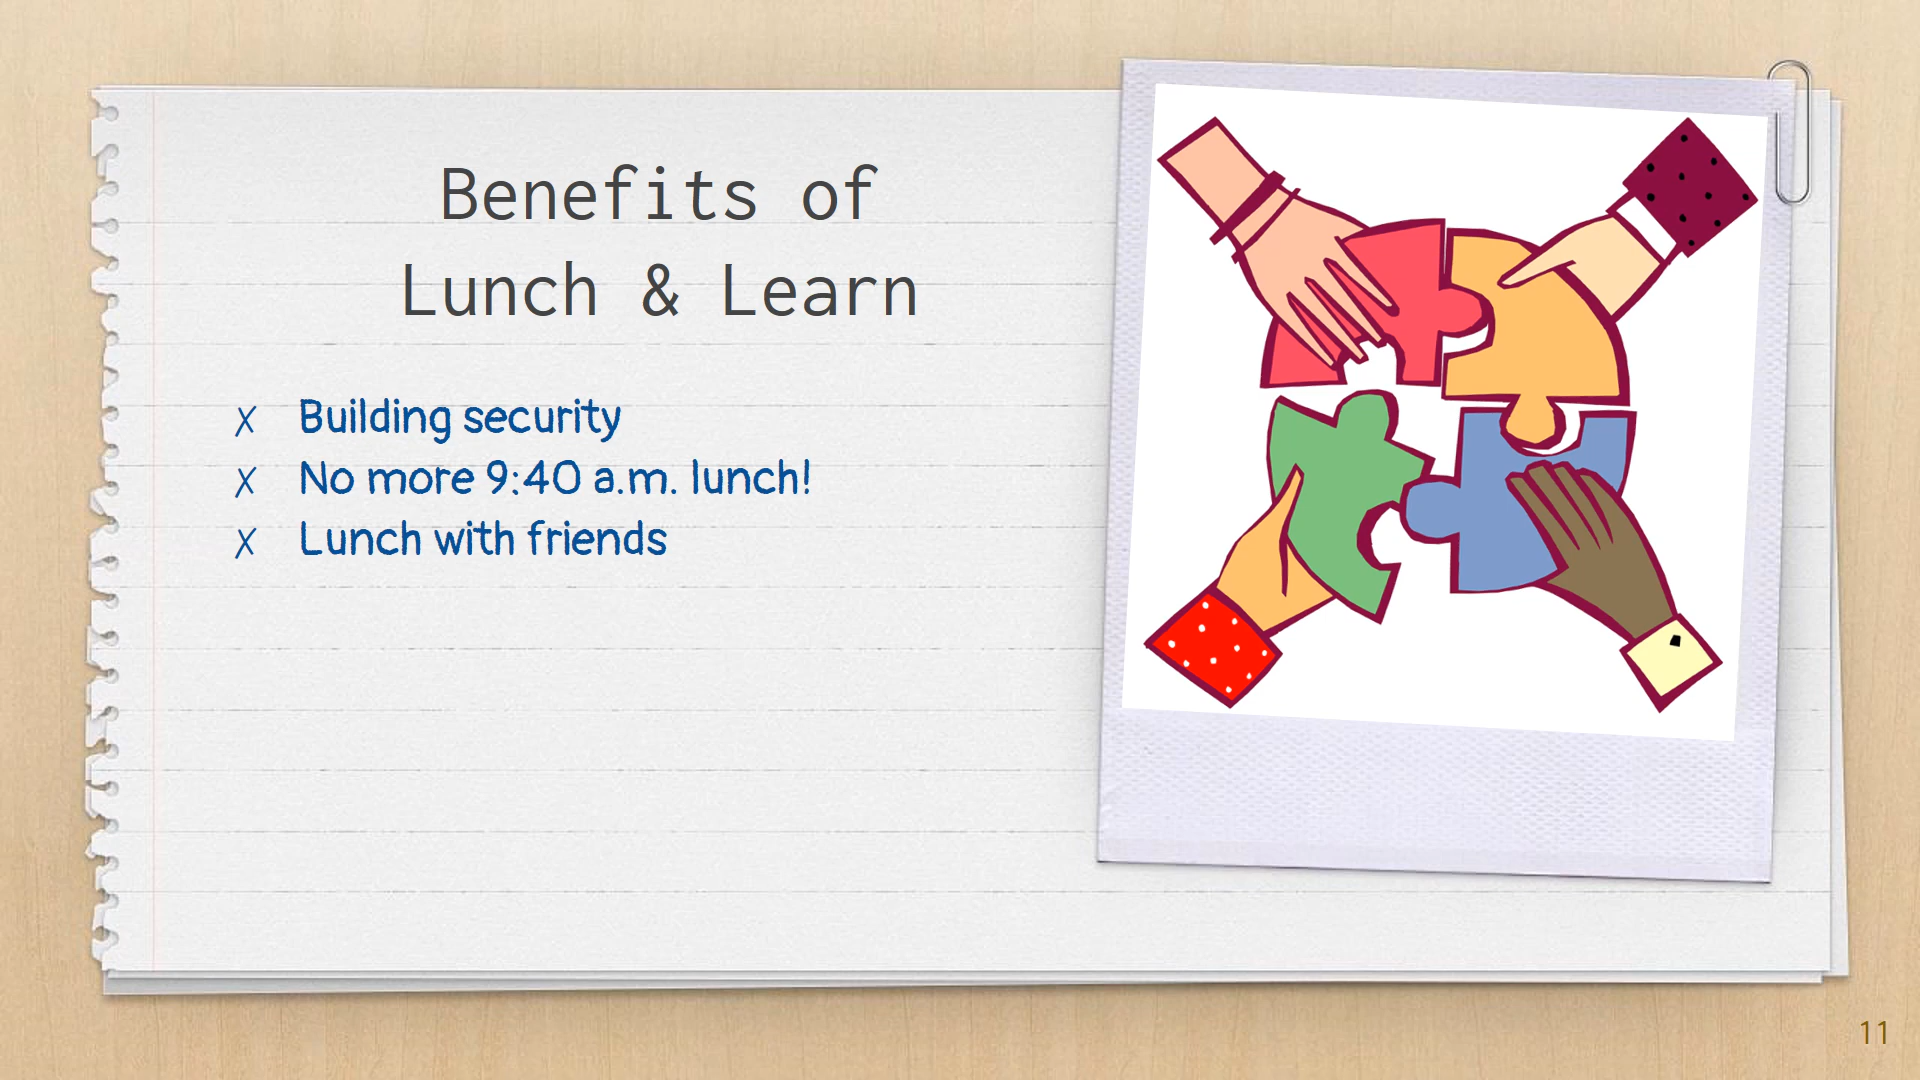 Benefits of
Lunch & Learn
✗ Building security
✗ No more 9:40 a.m. lunch!
✗ Lunch with friends
11